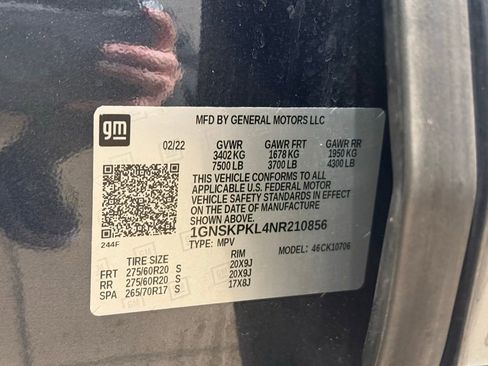 gm
MFD BY GENERAL MOTORS LLC
02/22 GVWR GAWR FRT GAWR RR
3402 KG 1678 KG 1950 KG
7500 LB 3700 LB 4300 LB
THIS VEHICLE CONFORMS TO ALL
APPLICABLE U.S. FEDERAL MOTOR
VEHICLE SAFETY STANDARDS IN EFFECT
ON THE DATE OF MANUFACTURE
SHOWN ABOVE.
1GNSKPKL4NR210856
244F TYPE: MPV MODEL: 46CK10706
TIRE SIZE RIM
FRT 275/60R20 S 20X9J
RR 275/60R20 S 20X9J
SPA 265/70R17 S 17X8J